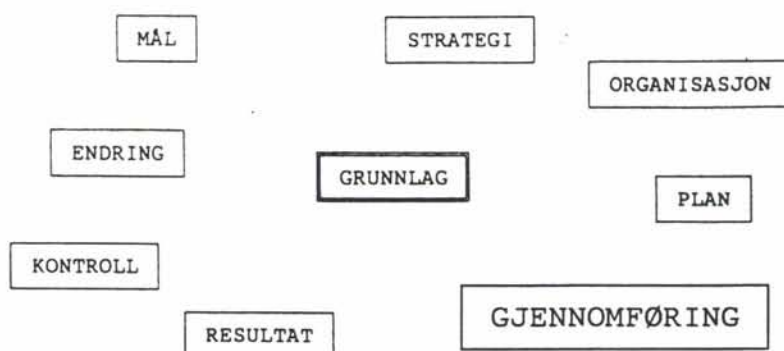 MÅL
STRATEGI
ORGANISASJON
ENDRING
GRUNNLAG
PLAN
KONTROLL
GJENNOMFØRING
RESULTAT